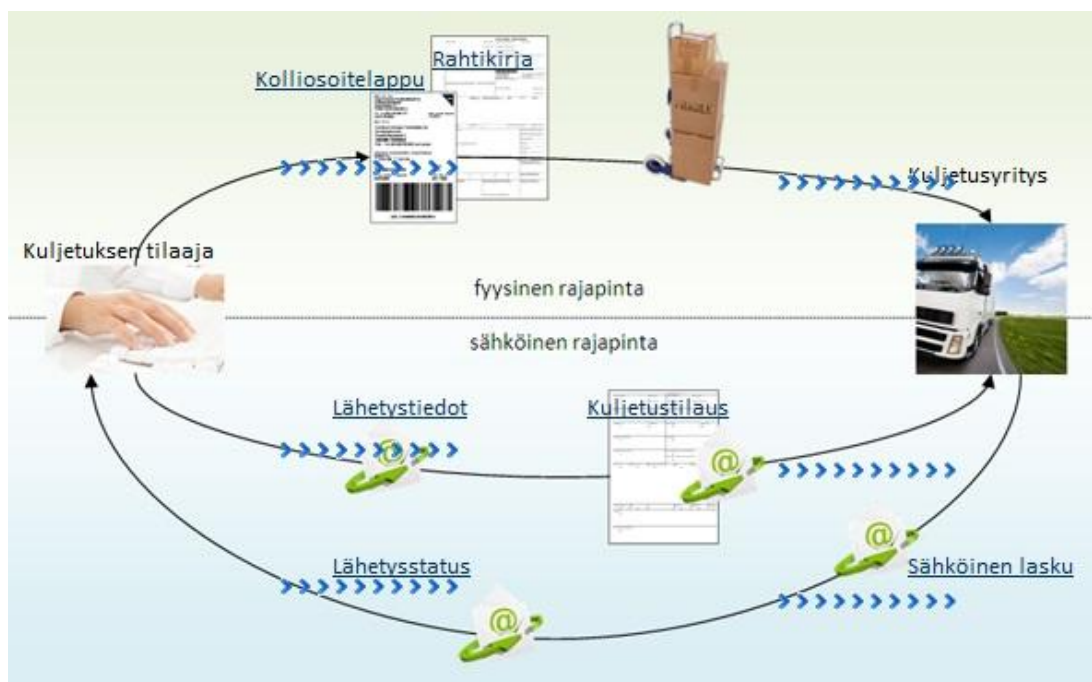 Rahtikirja
Kolliosoitelappu
Kuljetusyritys
Kuljetuksen tilaaja
fyysinen rajapinta
sähköinen rajapinta
Lähetystiedot
Kuljetustilaus
@
@
@
Lähetysstatus
Sähköinen lasku
@